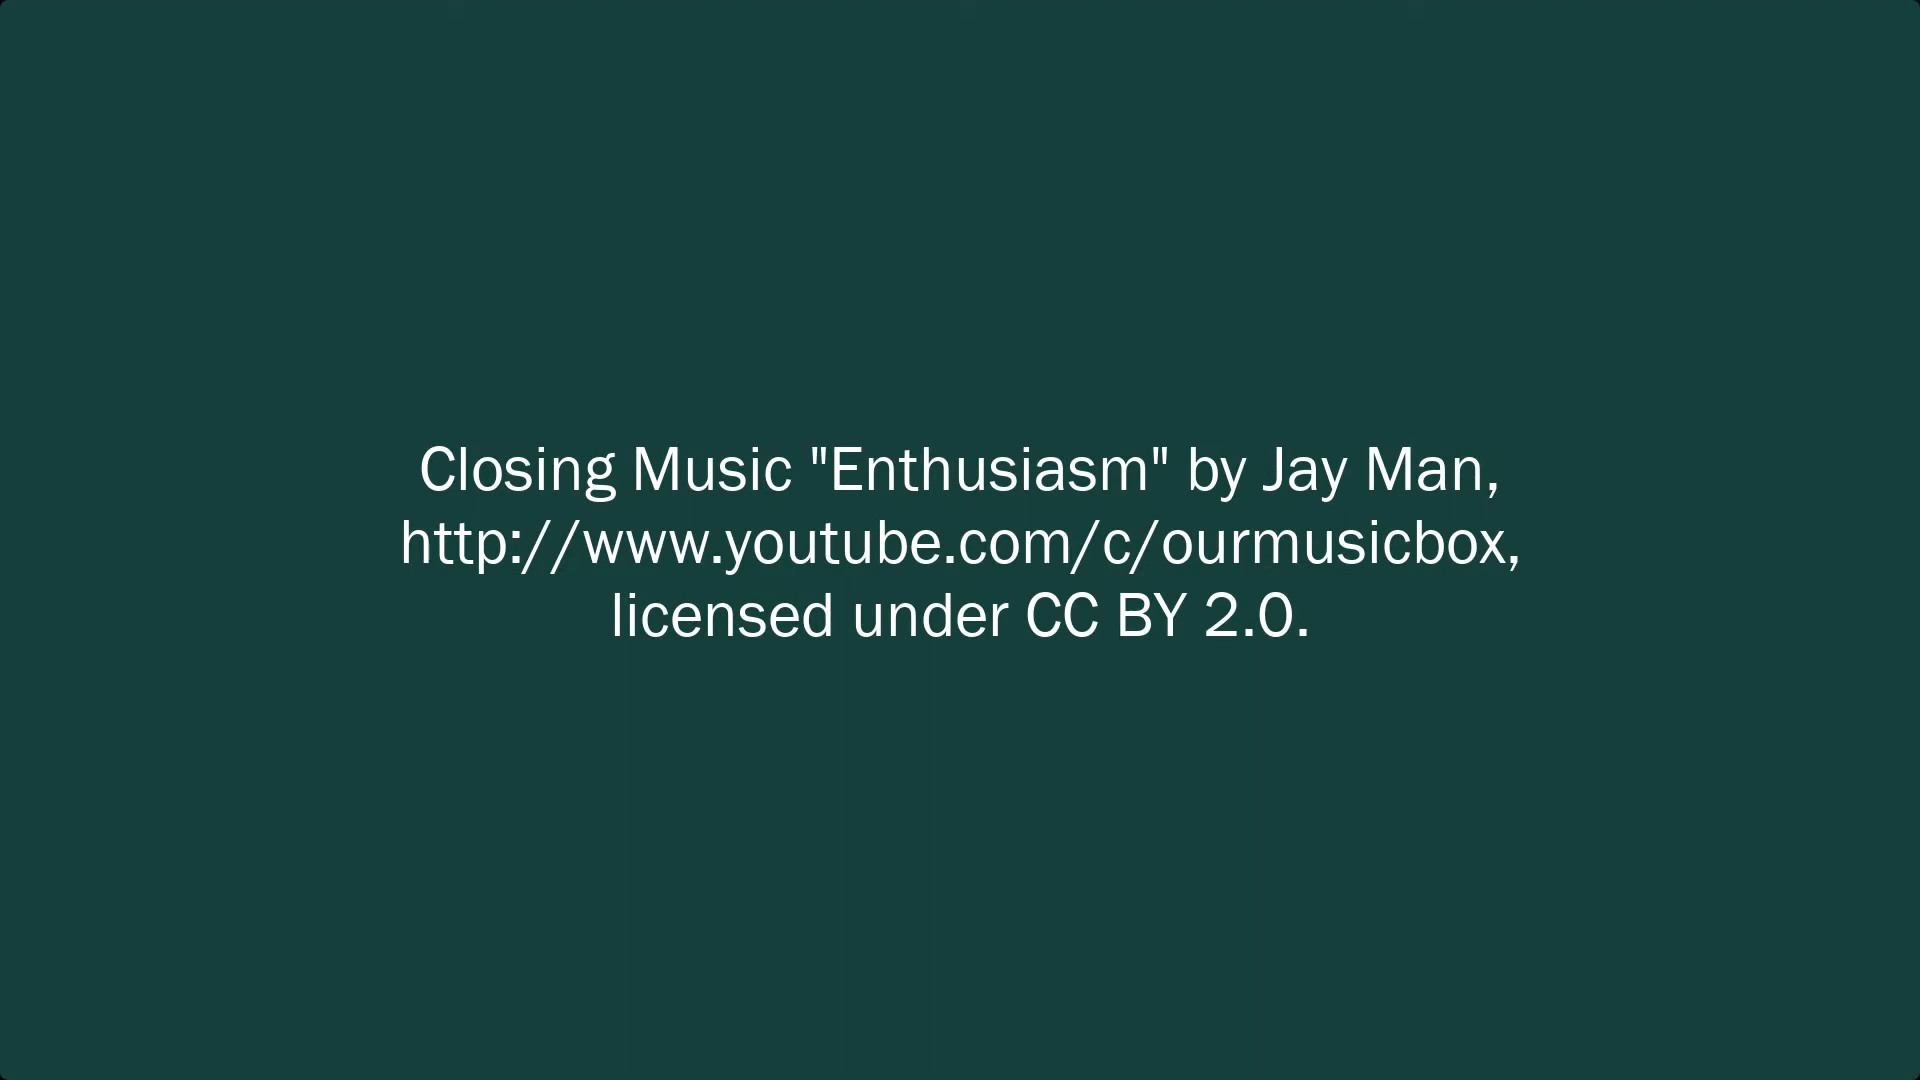 Closing Music "Enthusiasm" by Jay Man,
http://www.youtube.com/c/ourmusicbox,
licensed under CC BY 2.0.